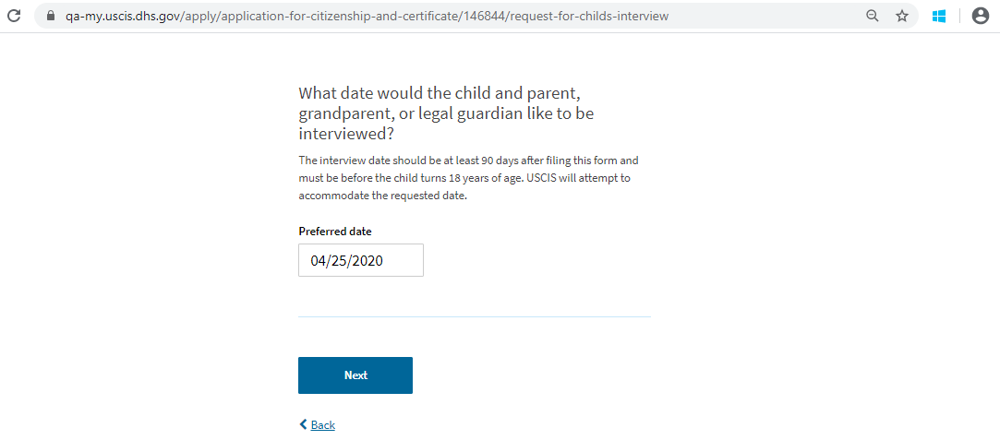 qa-my.uscis.dhs.gov/apply/application-for-citizenship-and-certificate/146844/request-for-childs-interview
What date would the child and parent,
grandparent, or legal guardian like to be
interviewed?
The interview date should be at least 90 days after filing this form and
must be before the child turns 18 years of age. USCIS will attempt to
accommodate the requested date.
Preferred date
04/25/2020
Next
Back